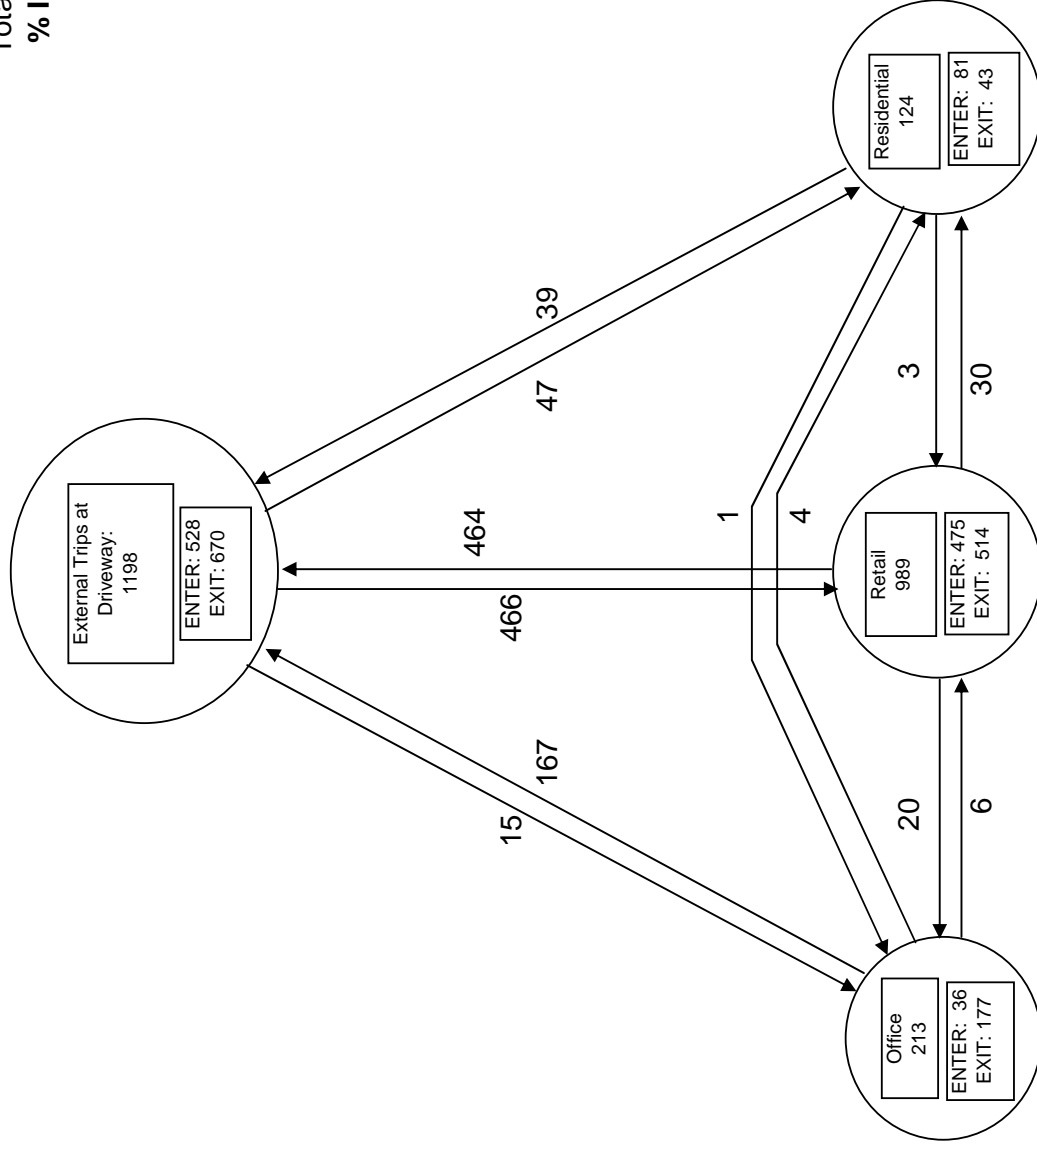 Tota
% I
External Trips at
Driveway:
1198
ENTER: 528
EXIT: 670
464
466
15
167
47
39
1
4
Office
213
ENTER: 36
EXIT: 177
20
6
Retail
989
ENTER: 475
EXIT: 514
3
30
Residential
124
ENTER: 81
EXIT: 43